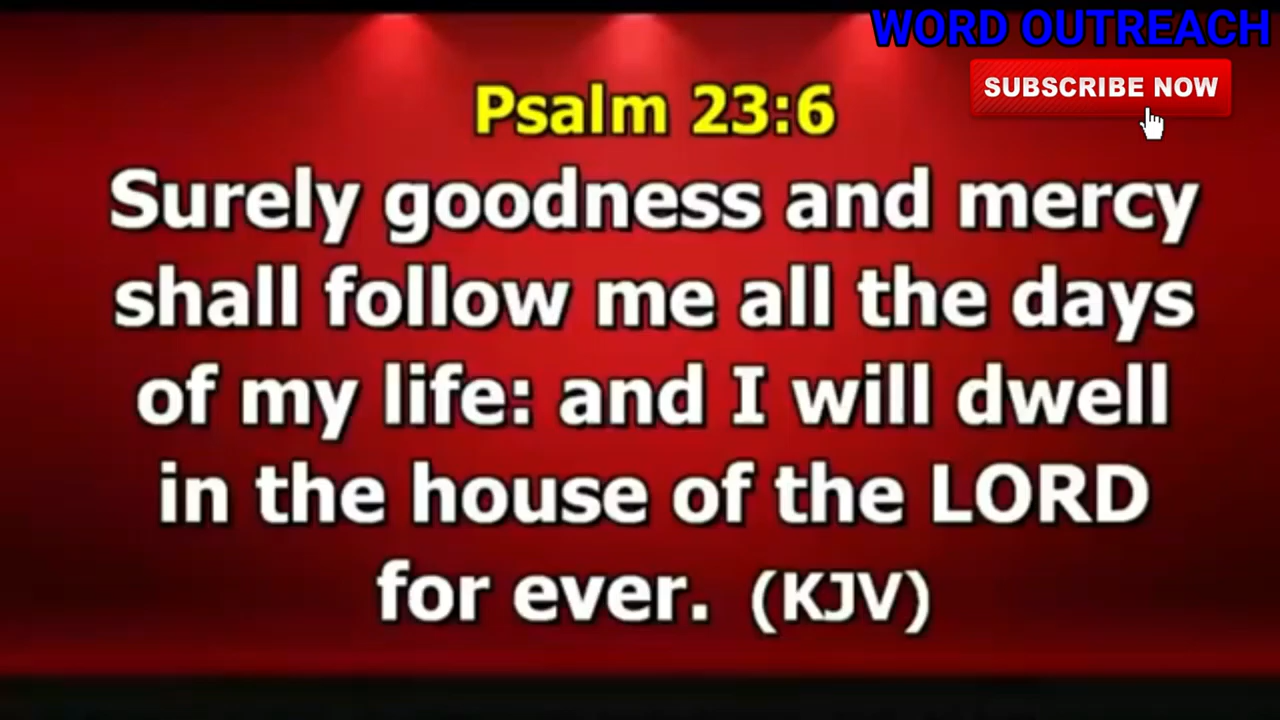 WORD OUTREACH
SUBSCRIBE NOW
Psalm 23:6
Surely goodness and mercy
shall follow me all the days
of my life: and I will dwell
in the house of the LORD
for ever. (KJV)